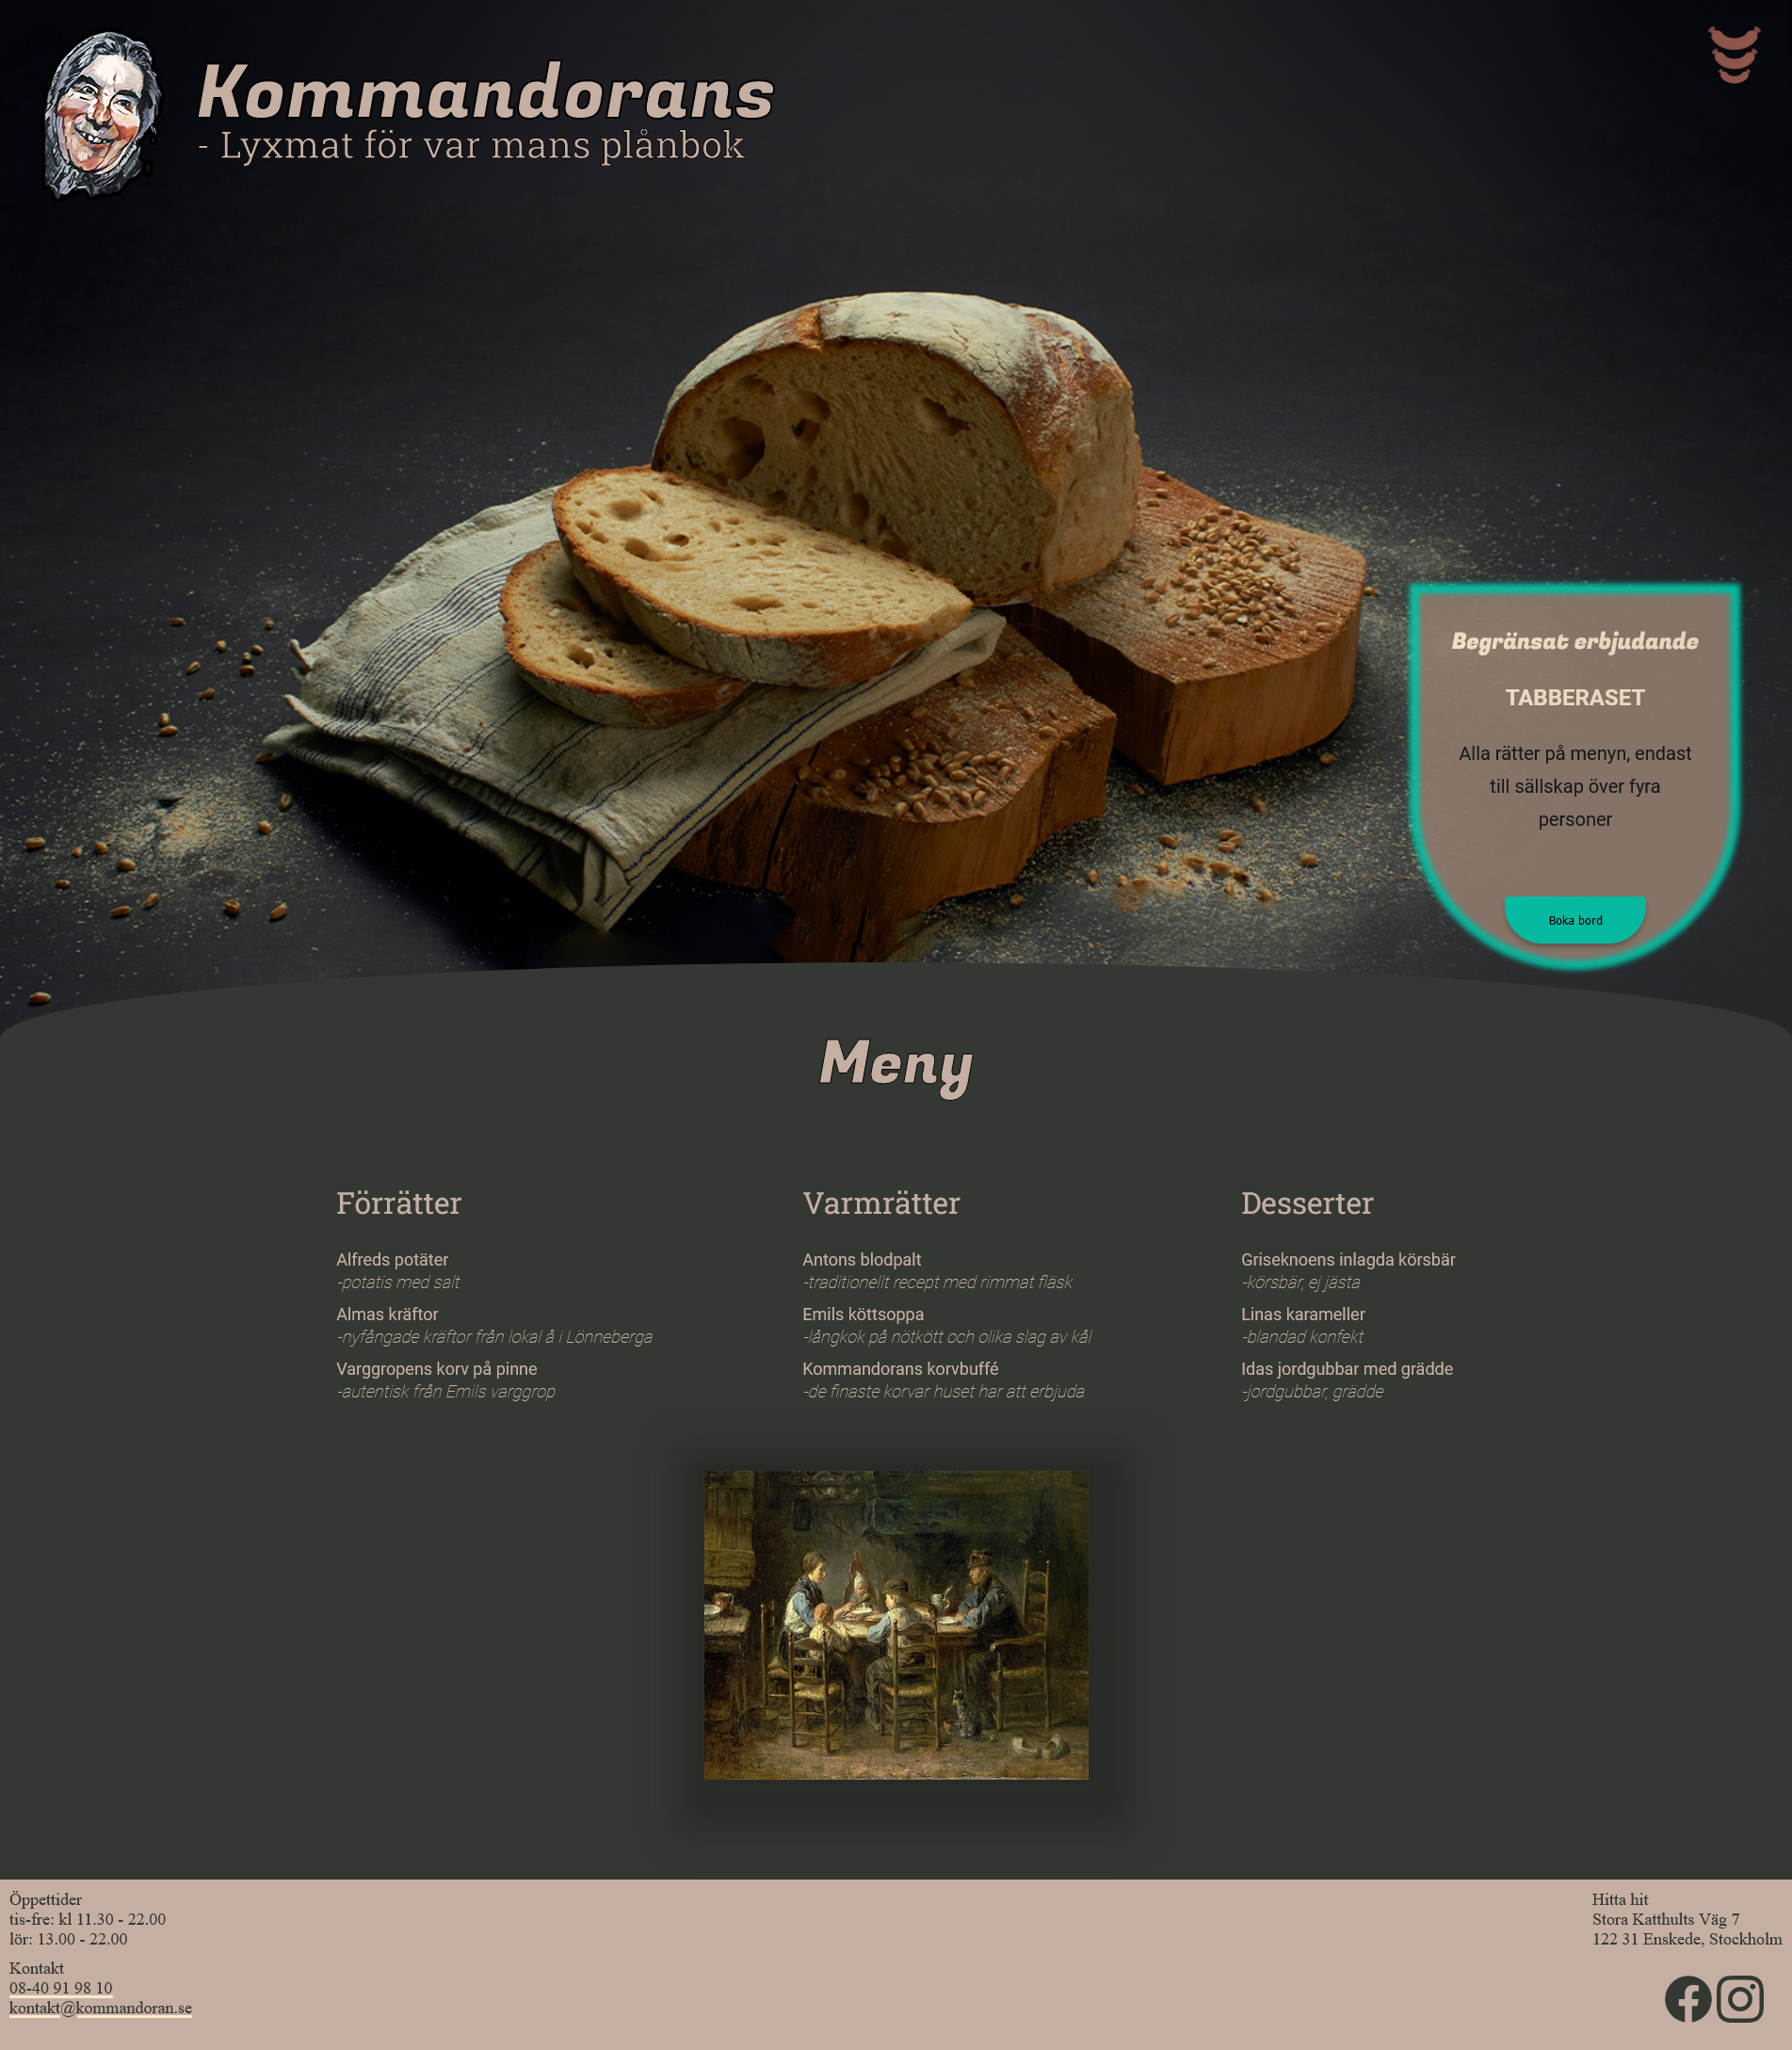 Kommandorans
- Lyxmat för var mans plånbok
Begränsat erbjudande
TABBERASET
Alla rätter på menyn, endast
till sällskap över fyra
personer
Boka bord
Meny
Förrätter
Alfreds potäter
-potatis med salt
Almas kräftor
-nyfångade kräftor från lokal å i Lönneberga
Varggropens korv på pinne
-autentisk från Emils varggrop
Varmrätter
Antons blodpalt
-traditionellt recept med rimmat fläsk
Emils köttsoppa
-långkok på nötkött och olika slag av kål
Kommandorans korvbuffé
-de finaste korvar huset har att erbjuda
Desserter
Griseknoens inlagda körsbär
-körsbär, ej jästa
Linas karameller
-blandad konfekt
Idas jordgubbar med grädde
-jordgubbar, grädde
Öppettider
tis-fre: kl 11.30 - 22.00
lör: 13.00 - 22.00
Kontakt
08-40 91 98 10
kontakt@kommandoran.se
Hitta hit
Stora Katthults Väg 7
122 31 Enskede, Stockholm